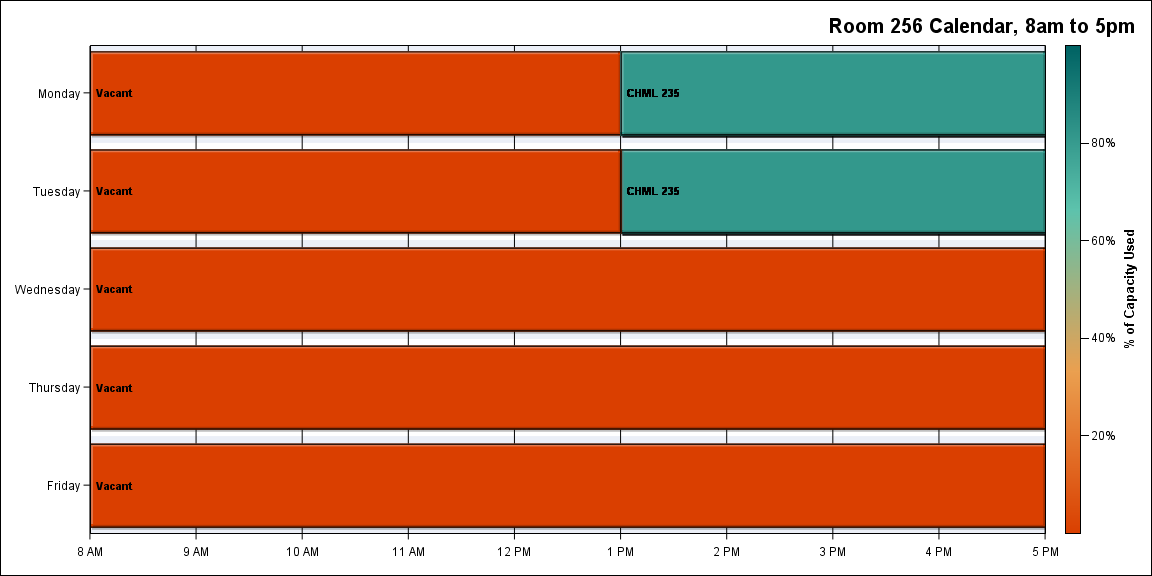 Room 256 Calendar, 8am to 5pm
Monday
Vacant
CHML 235
Tuesday
Vacant
CHML 235
Wednesday
Vacant
Thursday
Vacant
Friday
Vacant
8 AM 9 AM 10 AM 11 AM 12 PM 1 PM 2 PM 3 PM 4 PM 5 PM
80%
60%
40%
20%
% of Capacity Used